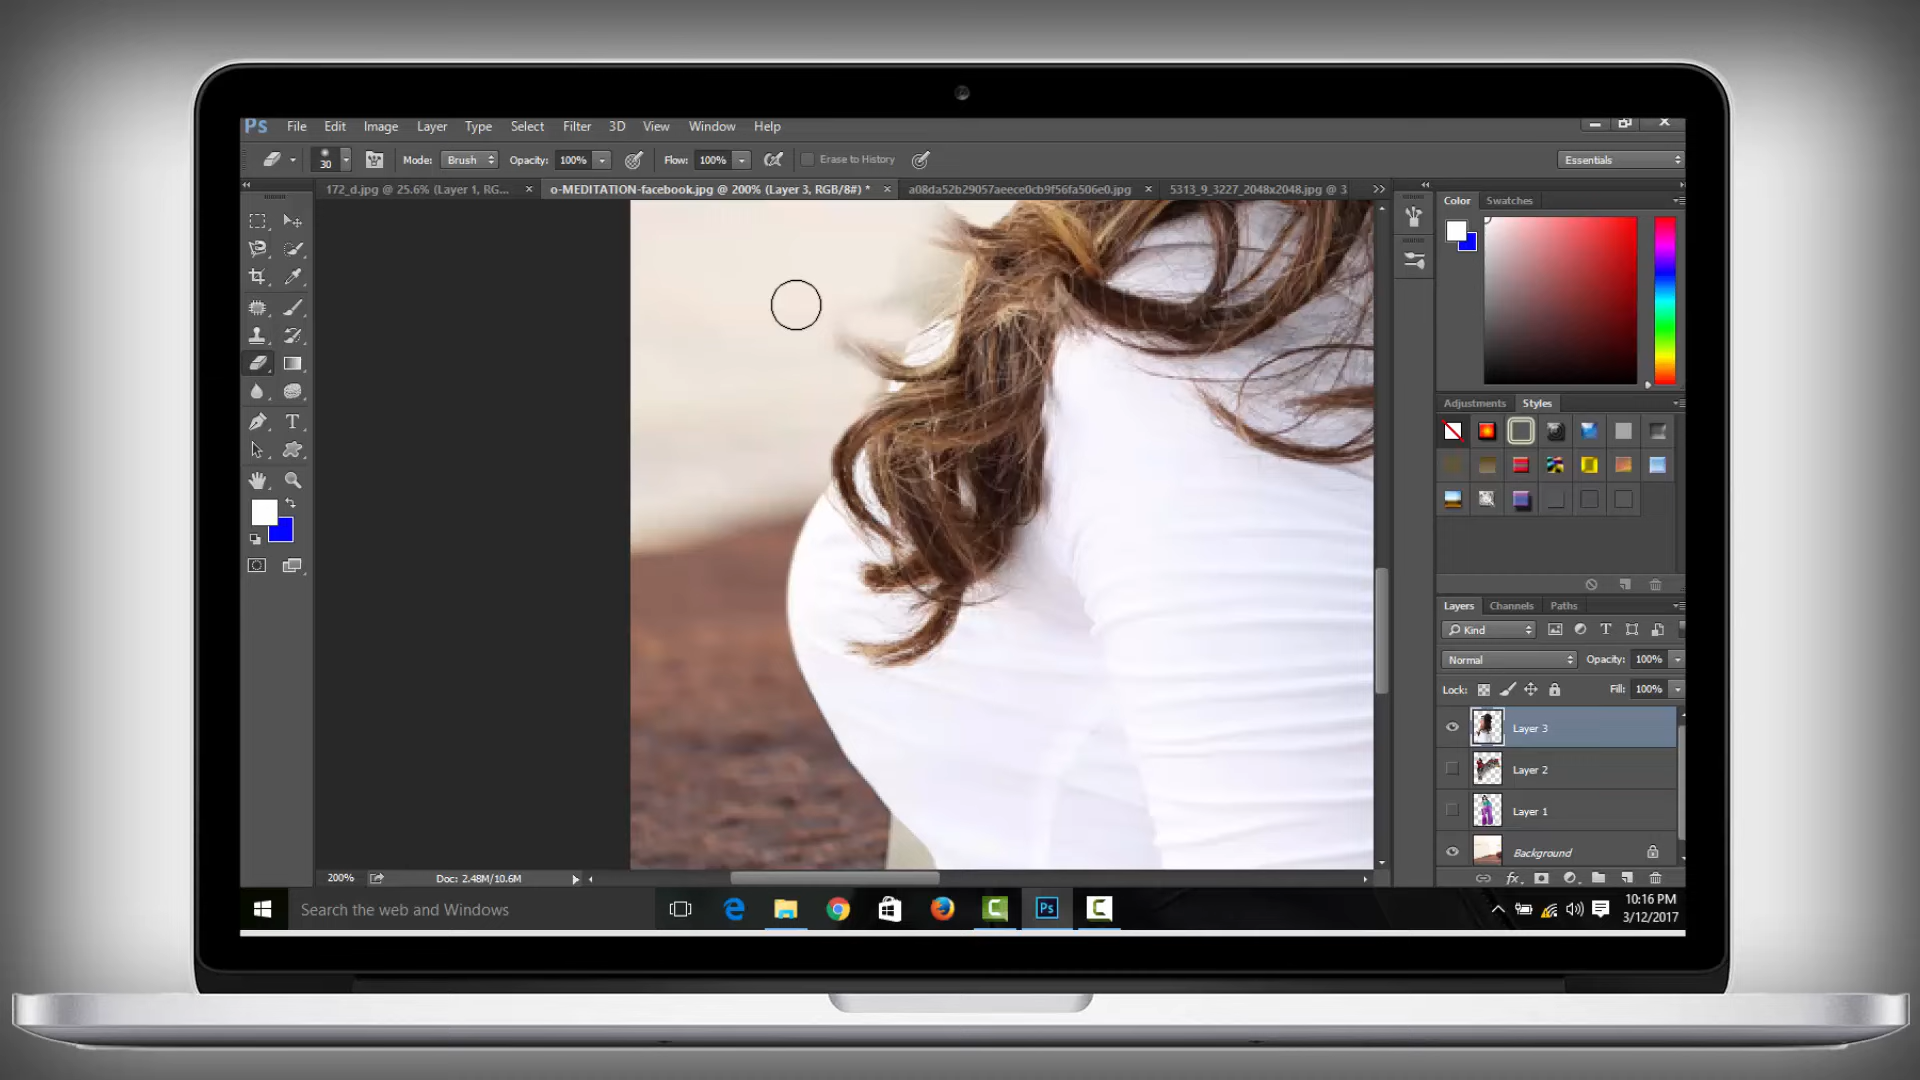 Ps File Edit Image Layer Type Select Filter 3D View Window Help
30 Mode: Brush Opacity: 100% Flow: 100% Erase to History Essentials
172_d.jpg @ 25.6% (Layer 1, RG... × o-MEDITATION-facebook.jpg @ 200% (Layer 3, RGB/8#) * × a08da52b29057aeece0cb9f56fa506e0.jpg × 5313_9_3227_2048x2048.jpg @ 3
Color Swatches
Adjustments Styles
Layers Channels Paths
Kind
Normal Opacity: 100%
Lock: Fill: 100%
Layer 3
Layer 2
Layer 1
Background
200% Doc: 2.48M/10.6M
Search the web and Windows
Ps
10:16 PM
3/12/2017